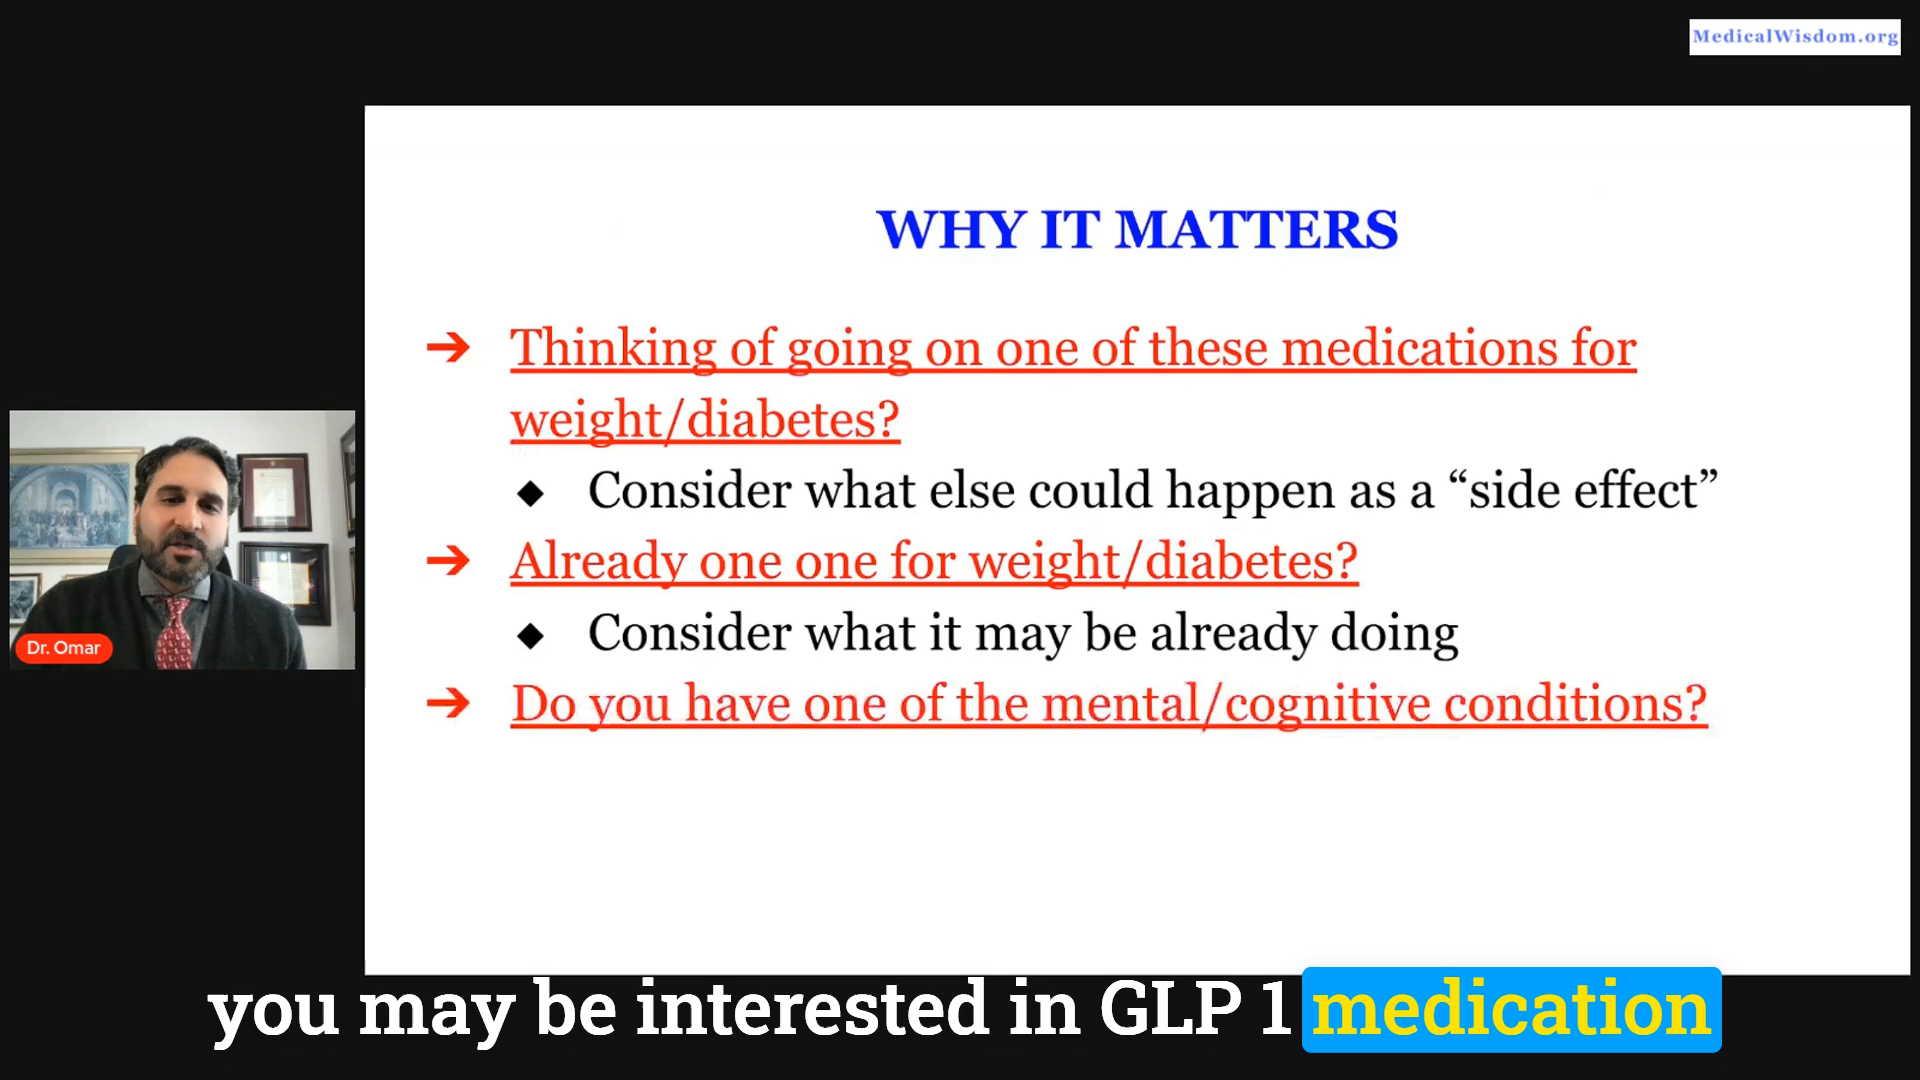 MedicalWisdom.org
WHY IT MATTERS
➔ Thinking of going on one of these medications for
weight/diabetes?
◆ Consider what else could happen as a “side effect”
➔ Already one one for weight/diabetes?
◆ Consider what it may be already doing
➔ Do you have one of the mental/cognitive conditions?
Dr. Omar
you may be interested in GLP 1 medication